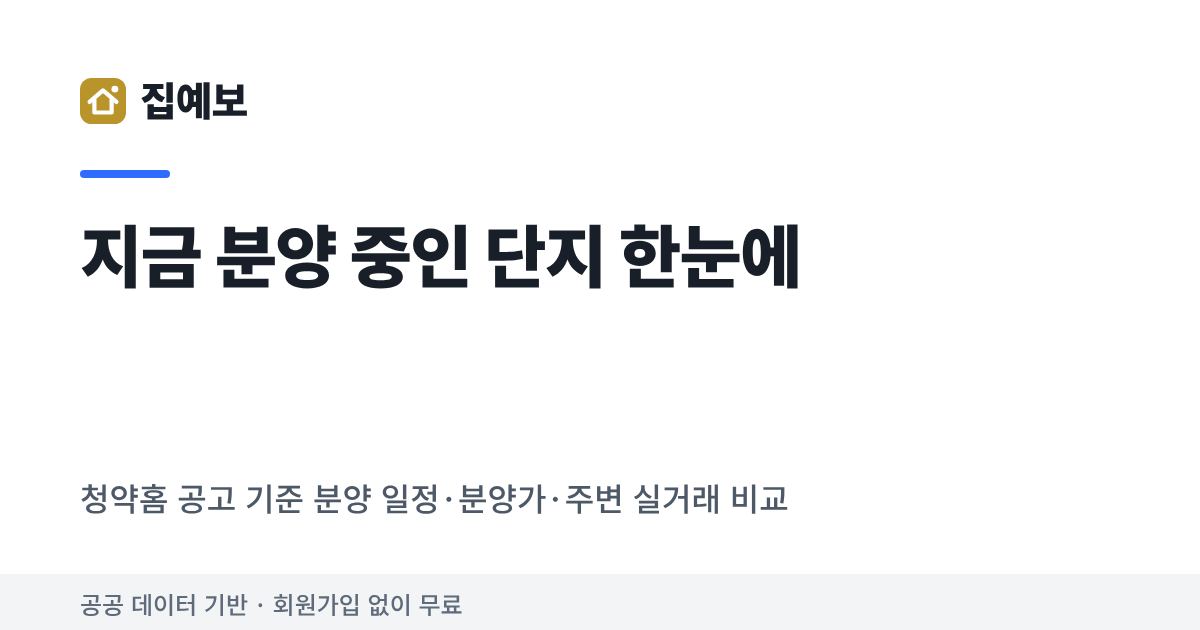 집예보
지금 분양 중인 단지 한눈에
청약홈 공고 기준 분양 일정·분양가·주변 실거래 비교
공공 데이터 기반 · 회원가입 없이 무료